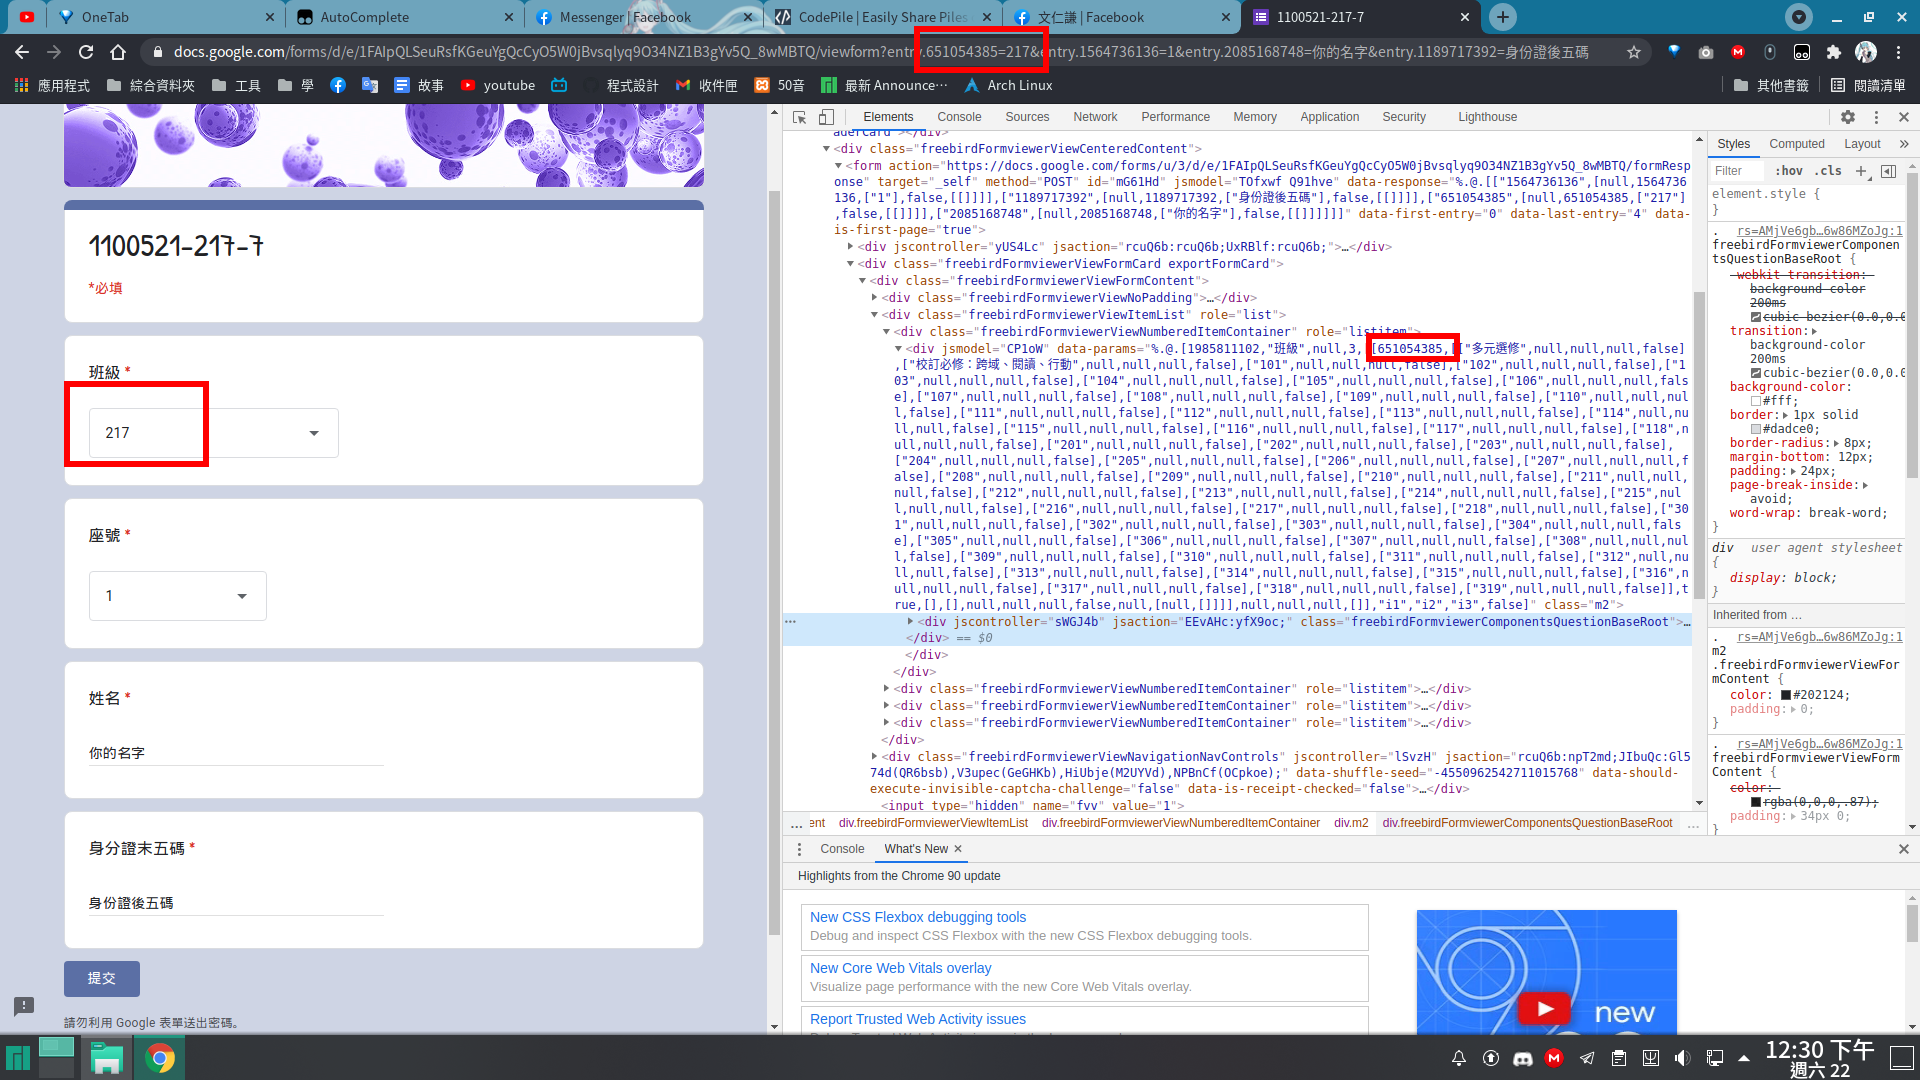 OneTab
AutoComplete
Messenger | Facebook
CodePile | Easily Share Piles
文仁謙 | Facebook
1100521-217-7
docs.google.com/forms/d/e/1FAIpQLSeuRsfKGeuYgQcCyO5W0jBvsqlyq9O34NZ1B3gYv5Q_8wMBTQ/viewform?entry.651054385=217&entry.1564736136=1&entry.2085168748=你的名字&entry.1189717392=身份證後五碼
應用程式
綜合資料夾
工具
學
故事
youtube
程式設計
收件匣
50音
最新 Announce…
Arch Linux
其他書籤
閱讀清單
1100521-217-7
*必填
班級 *
217
座號 *
1
姓名 *
你的名字
身分證末五碼 *
身份證後五碼
提交
請勿利用 Google 表單送出密碼。
Elements
Console
Sources
Network
Performance
Memory
Application
Security
Lighthouse
aderCard"></div>
<div class="freebirdFormviewerViewCenteredContent">
<form action="https://docs.google.com/forms/u/3/d/e/1FAIpQLSeuRsfKGeuYgQcCyO5W0jBvsqlyq9O34NZ1B3gYv5Q_8wMBTQ/formResp
onse" target="_self" method="POST" id="mG61Hd" jsmodel="TOfxwf Q91hve" data-response="%.@.[["1564736136",[null,1564736
136,["1"],false,[[]]]],["1189717392",[null,1189717392,["身份證後五碼"],false,[[]]]],["651054385",[null,651054385,["217"]
,false,[[]]]],["2085168748",[null,2085168748,["你的名字"],false,[[]]]]]]" data-first-entry="0" data-last-entry="4" data-
is-first-page="true">
<div jscontroller="yUS4Lc" jsaction="rcuQ6b:rcuQ6b;UxRBlf:rcuQ6b;">…</div>
<div class="freebirdFormviewerViewFormCard exportFormCard">
<div class="freebirdFormviewerViewFormContent">
<div class="freebirdFormviewerViewNoPadding">…</div>
<div class="freebirdFormviewerViewItemList" role="list">
<div class="freebirdFormviewerViewNumberedItemContainer" role="listitem">
<div jsmodel="CP1oW" data-params="%.@.[1985811102,"班級",null,3,[[651054385,[["多元選修",null,null,null,false]
,["校訂必修：跨域、閱讀、行動",null,null,null,false],["101",null,null,null,false],["102",null,null,null,false],["1
03",null,null,null,false],["104",null,null,null,false],["105",null,null,null,false],["106",null,null,null,fals
e],["107",null,null,null,false],["108",null,null,null,false],["109",null,null,null,false],["110",null,null,nu
ll,false],["111",null,null,null,false],["112",null,null,null,false],["113",null,null,null,false],["114",null,nu
ll,null,false],["115",null,null,null,false],["116",null,null,null,false],["117",null,null,null,false],["118",nu
ll,null,null,false],["201",null,null,null,false],["202",null,null,null,false],["203",null,null,null,false],
["204",null,null,null,false],["205",null,null,null,false],["206",null,null,null,false],["207",null,null,null,f
alse],["208",null,null,null,false],["209",null,null,null,false],["210",null,null,null,false],["211",null,null,
null,false],["212",null,null,null,false],["213",null,null,null,false],["214",null,null,null,false],["215",nul
l,null,null,false],["216",null,null,null,false],["217",null,null,null,false],["218",null,null,null,false],["30
1",null,null,null,false],["302",null,null,null,false],["303",null,null,null,false],["304",null,null,null,fals
e],["305",null,null,null,false],["306",null,null,null,false],["307",null,null,null,false],["308",null,null,nul
l,false],["309",null,null,null,false],["310",null,null,null,false],["311",null,null,null,false],["312",null,nu
ll,null,false],["313",null,null,null,false],["314",null,null,null,false],["315",null,null,null,false],["316",n
ull,null,null,false],["317",null,null,null,false],["318",null,null,null,false],["319",null,null,null,false]],t
rue,[],[],null,null,null,false,null,[null,[]]]],null,null,null,[]],"i1","i2","i3",false]" class="m2">
<div jscontroller="sWGJ4b" jsaction="EEvAHc:yfX9oc;" class="freebirdFormviewerComponentsQuestionBaseRoot">…
</div> == $0
</div>
</div>
<div class="freebirdFormviewerViewNumberedItemContainer" role="listitem">…</div>
<div class="freebirdFormviewerViewNumberedItemContainer" role="listitem">…</div>
<div class="freebirdFormviewerViewNumberedItemContainer" role="listitem">…</div>
</div>
<div class="freebirdFormviewerViewNavigationNavControls" jscontroller="lSvzH" jsaction="rcuQ6b:npT2md;JIbuQc:Gl5
74d(QR6bsb),V3upec(GeGHKb),HiUbje(M2UYVd),NPBnCf(OCpkoe);" data-shuffle-seed="-4550962542711015768" data-should-
execute-invisible-captcha-challenge="false" data-is-receipt-checked="false">…</div>
<input type="hidden" name="fvv" value="1">
... ent
div.freebirdFormviewerViewItemList
div.freebirdFormviewerViewNumberedItemContainer
div.m2
div.freebirdFormviewerComponentsQuestionBaseRoot
...
Styles
Computed
Layout
»
Filter
:hov
.cls
+
element.style {
}
. rs=AMjVe6gb…6w86MZoJg:1
freebirdFormviewerComponen
tsQuestionBaseRoot {
-webkit-transition:
background-color
200ms
cubic-bezier(0.0,0.0
transition:
background-color
200ms
cubic-bezier(0.0,0.0
background-color:
#fff;
border: 1px solid
#dadce0;
border-radius: 8px;
margin-bottom: 12px;
padding: 24px;
page-break-inside:
avoid;
word-wrap: break-word;
}
div user agent stylesheet
{
display: block;
}
Inherited from …
. rs=AMjVe6gb…6w86MZoJg:1
m2
.freebirdFormviewerViewFor
mContent {
color: #202124;
padding: 0;
}
. rs=AMjVe6gb…6w86MZoJg:1
freebirdFormviewerViewForm
Content {
color:
rgba(0,0,0,.87);
padding: 34px 0;
}
Console
What's New
Highlights from the Chrome 90 update
New CSS Flexbox debugging tools
Debug and inspect CSS Flexbox with the new CSS Flexbox debugging tools.
New Core Web Vitals overlay
Visualize page performance with the new Core Web Vitals overlay.
Report Trusted Web Activity issues
new
12:30 下午
週六 22